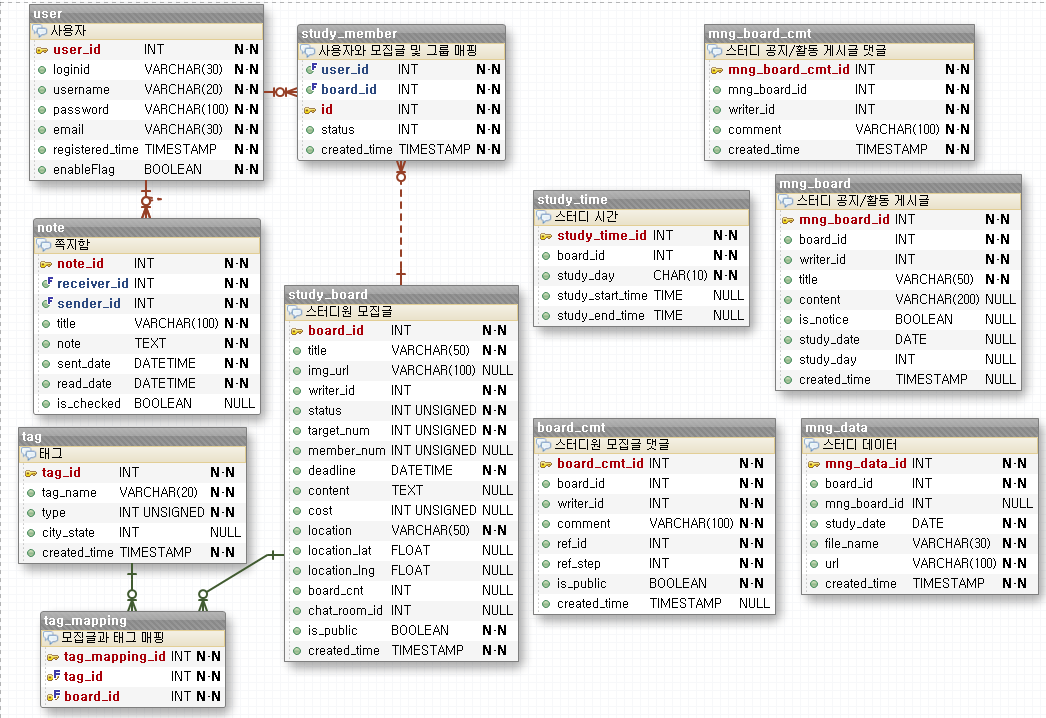 user
사용자
user_id INT N-N
loginid VARCHAR(30) N-N
username VARCHAR(20) N-N
password VARCHAR(100) N-N
email VARCHAR(30) N-N
registered_time TIMESTAMP N-N
enableFlag BOOLEAN N-N
study_member
사용자와 모집글 및 그룹 매핑
user_id INT N-N
board_id INT N-N
id INT N-N
status INT N-N
created_time TIMESTAMP N-N
mng_board_cmt
스터디 공지/활동 게시글 댓글
mng_board_cmt_id INT N-N
mng_board_id INT N-N
writer_id INT N-N
comment VARCHAR(100) N-N
created_time TIMESTAMP N-N
note
쪽지함
note_id INT N-N
receiver_id INT N-N
sender_id INT N-N
title VARCHAR(100) N-N
note TEXT N-N
sent_date DATETIME N-N
read_date DATETIME N-N
is_checked BOOLEAN NULL
study_time
스터디 시간
study_time_id INT N-N
board_id INT N-N
study_day CHAR(10) N-N
study_start_time TIME NULL
study_end_time TIME NULL
mng_board
스터디 공지/활동 게시글
mng_board_id INT N-N
board_id INT N-N
writer_id INT N-N
title VARCHAR(50) N-N
content VARCHAR(200) NULL
is_notice BOOLEAN NULL
study_date DATE NULL
study_day INT NULL
created_time TIMESTAMP NULL
study_board
스터디원 모집글
board_id INT N-N
title VARCHAR(50) N-N
img_url VARCHAR(100) NULL
writer_id INT N-N
status INT UNSIGNED N-N
target_num INT UNSIGNED N-N
member_num INT UNSIGNED NULL
deadline DATETIME N-N
content TEXT NULL
cost INT UNSIGNED NULL
location VARCHAR(50) N-N
location_lat FLOAT NULL
location_lng FLOAT NULL
board_cnt INT NULL
chat_room_id INT NULL
is_public BOOLEAN N-N
created_time TIMESTAMP N-N
tag
태그
tag_id INT N-N
tag_name VARCHAR(20) N-N
type INT UNSIGNED N-N
city_state INT NULL
created_time TIMESTAMP N-N
board_cmt
스터디원 모집글 댓글
board_cmt_id INT N-N
board_id INT N-N
writer_id INT N-N
comment VARCHAR(100) N-N
ref_id INT N-N
ref_step INT N-N
is_public BOOLEAN N-N
created_time TIMESTAMP NULL
mng_data
스터디 데이터
mng_data_id INT N-N
board_id INT N-N
mng_board_id INT NULL
study_date DATE N-N
file_name VARCHAR(30) N-N
url VARCHAR(100) N-N
created_time TIMESTAMP N-N
tag_mapping
모집글과 태그 매핑
tag_mapping_id INT N-N
tag_id INT N-N
board_id INT N-N